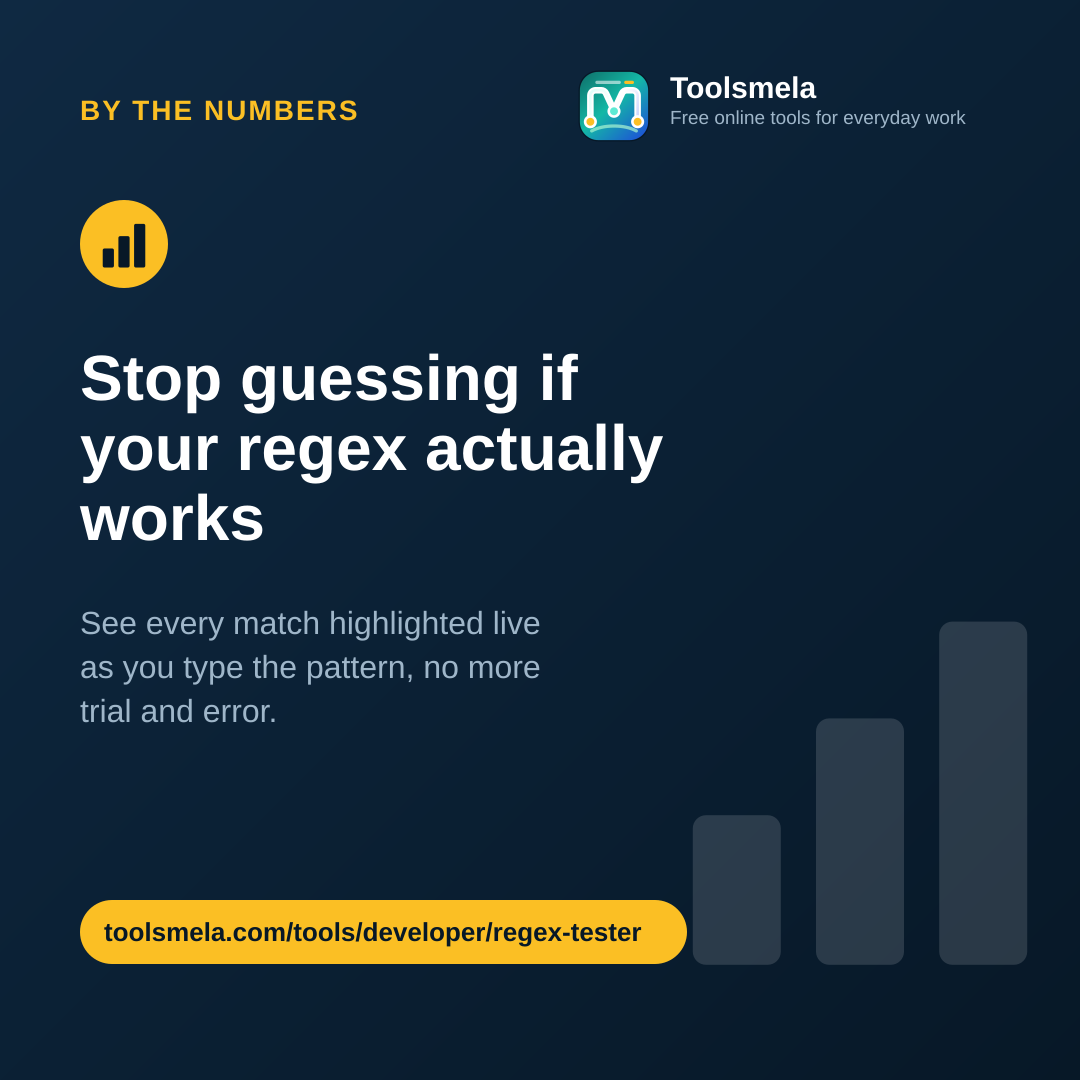 BY THE NUMBERS
Toolsmela
Free online tools for everyday work
Stop guessing if
your regex actually
works
See every match highlighted live
as you type the pattern, no more
trial and error.
toolsmela.com/tools/developer/regex-tester